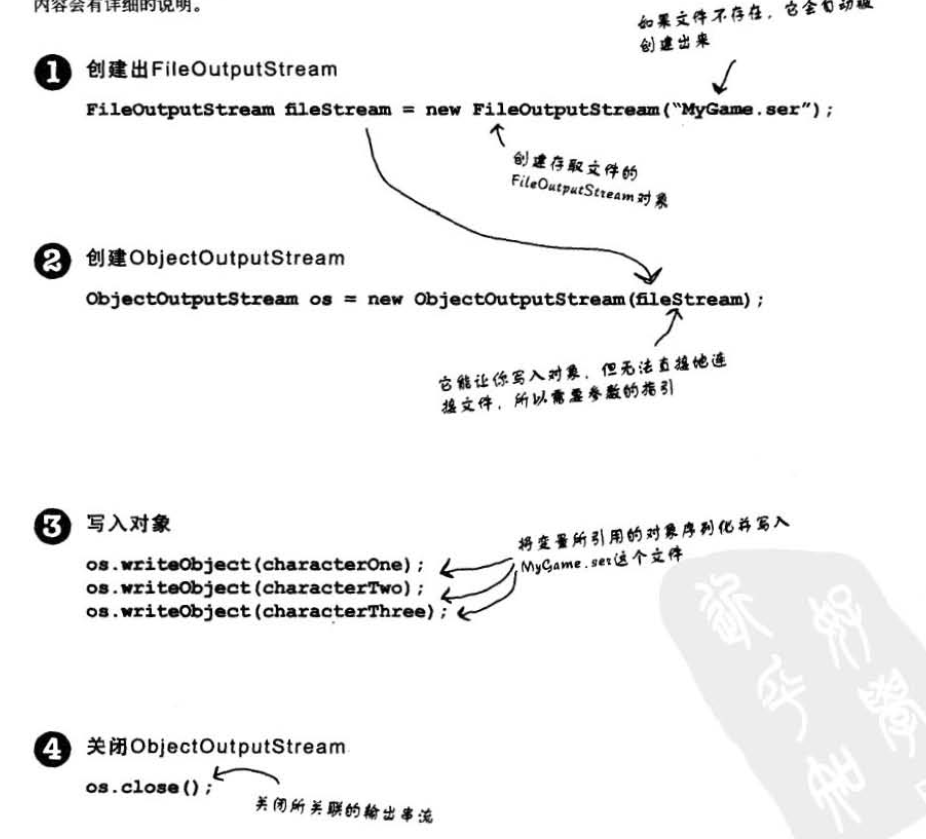 内容会有详细的说明。
如果文件不存在，它会自动被
创建出来
1 创建出FileOutputStream
FileOutputStream fileStream = new FileOutputStream(“MyGame.ser”);
创建存取文件的
FileOutputStream对象
2 创建ObjectOutputStream
ObjectOutputStream os = new ObjectOutputStream(fileStream);
它能让你写入对象，但无法直接地连
接文件，所以需要参数的指引
3 写入对象
将变量所引用的对象序列化并写入
MyGame.ser这个文件
os.writeObject(characterOne);
os.writeObject(characterTwo);
os.writeObject(characterThree);
4 关闭ObjectOutputStream
os.close();
关闭所关联的输出串流